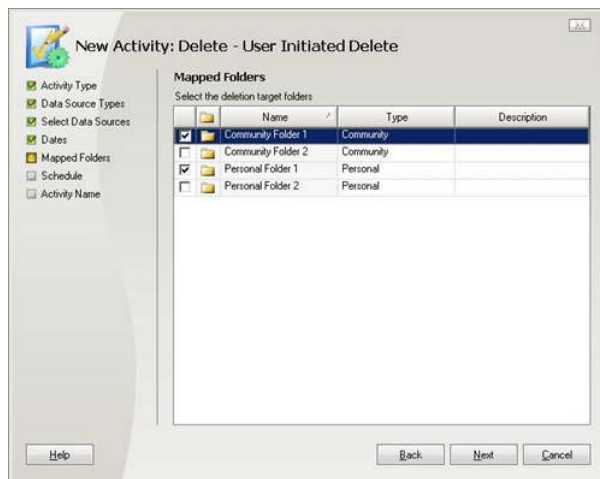 New Activity: Delete - User Initiated Delete
Activity Type
Data Source Types
Select Data Sources
Dates
Mapped Folders
Schedule
Activity Name
Mapped Folders
Select the deletion target folders
Name Type Description
Community Folder 1 Community
Community Folder 2 Community
Personal Folder 1 Personal
Personal Folder 2 Personal
Help Back Next Cancel